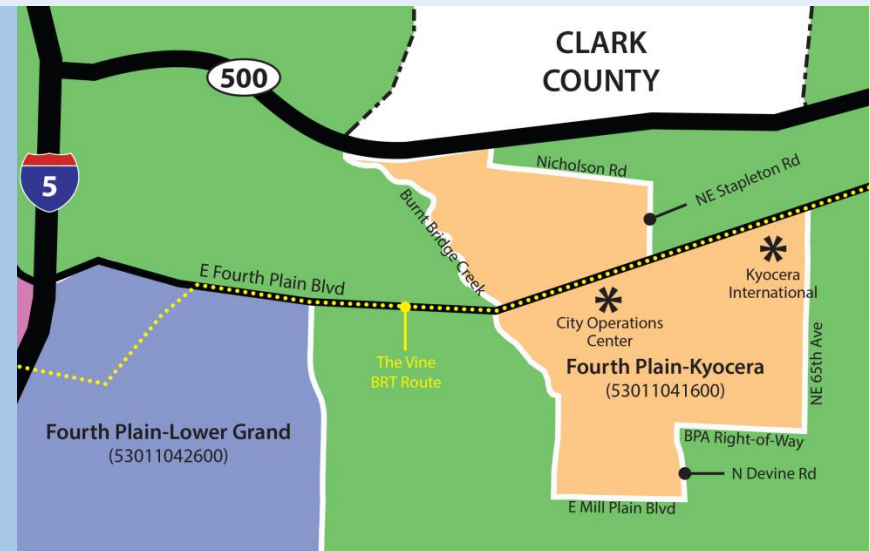 CLARK
COUNTY
500
Nicholson Rd
NE Stapleton Rd
5
Burnt Bridge Creek
E Fourth Plain Blvd
Kyocera
International
City Operations
Center
The Vine
BRT Route
Fourth Plain-Kyocera
(53011041600)
NE 65th Ave
Fourth Plain-Lower Grand
(53011042600)
BPA Right-of-Way
N Devine Rd
E Mill Plain Blvd